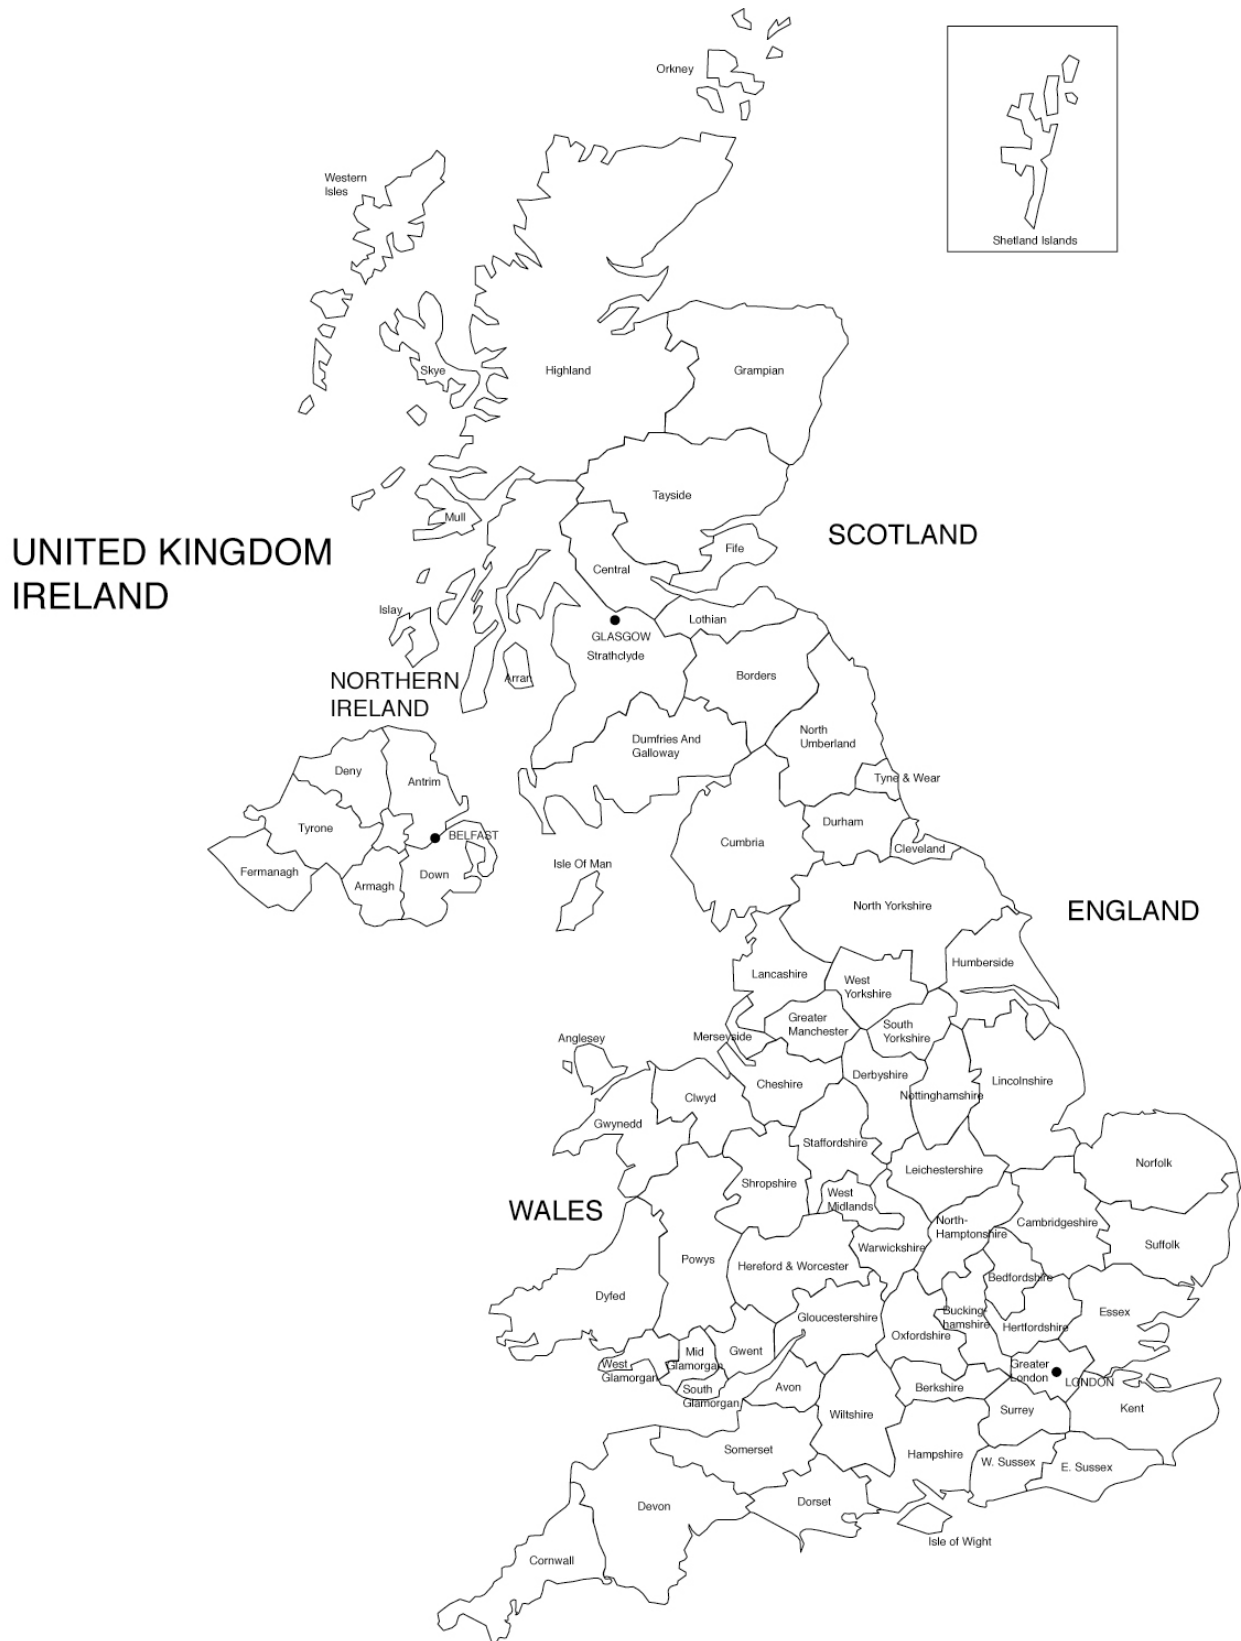 Orkney
Western
Isles
Shetland Islands
Skye
Highland
Grampian
Tayside
Mull
UNITED KINGDOM
IRELAND
SCOTLAND
Fife
Central
Islay
Lothian
GLASGOW
Strathclyde
Arran
Borders
NORTHERN
IRELAND
Dumfries And
Galloway
North
Umberland
Deny
Antrim
Tyne & Wear
Tyrone
BELFAST
Durham
Cumbria
Cleveland
Isle Of Man
Fermanagh
Armagh
Down
North Yorkshire
ENGLAND
Humberside
Lancashire
West
Yorkshire
Greater
Manchester
South
Yorkshire
Anglesey
Merseyside
Cheshire
Derbyshire
Lincolnshire
Nottinghamshire
Clwyd
Gwynedd
Staffordshire
Norfolk
Leichestershire
Shropshire
West
Midlands
WALES
North-
Hamptonshire
Cambridgeshire
Suffolk
Warwickshire
Powys
Hereford & Worcester
Bedfordshire
Dyfed
Gloucestershire
Bucking-
hamshire
Essex
Hertfordshire
Oxfordshire
Mid
Glamorgan
Gwent
West
Glamorgan
Greater
London
LONDON
South
Glamorgan
Avon
Berkshire
Wiltshire
Surrey
Kent
Somerset
Hampshire
W. Sussex
E. Sussex
Devon
Dorset
Isle of Wight
Cornwall